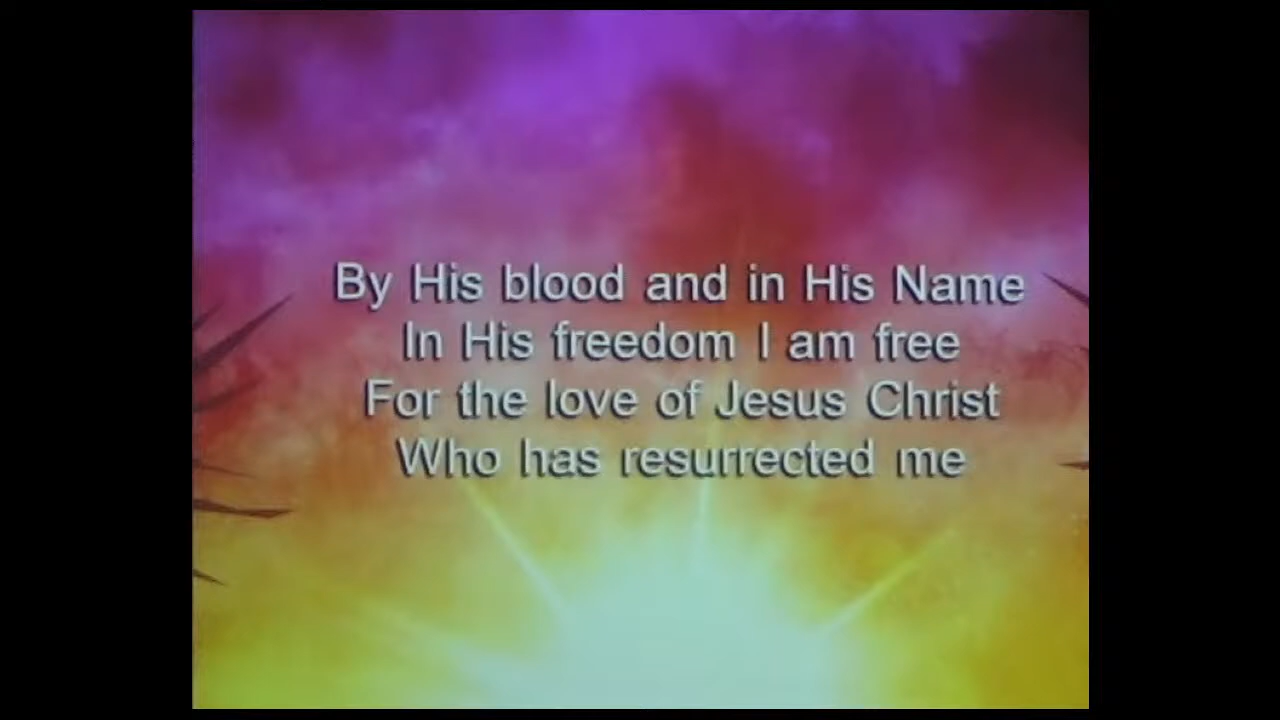 By His blood and in His Name
In His freedom I am free
For the love of Jesus Christ
Who has resurrected me